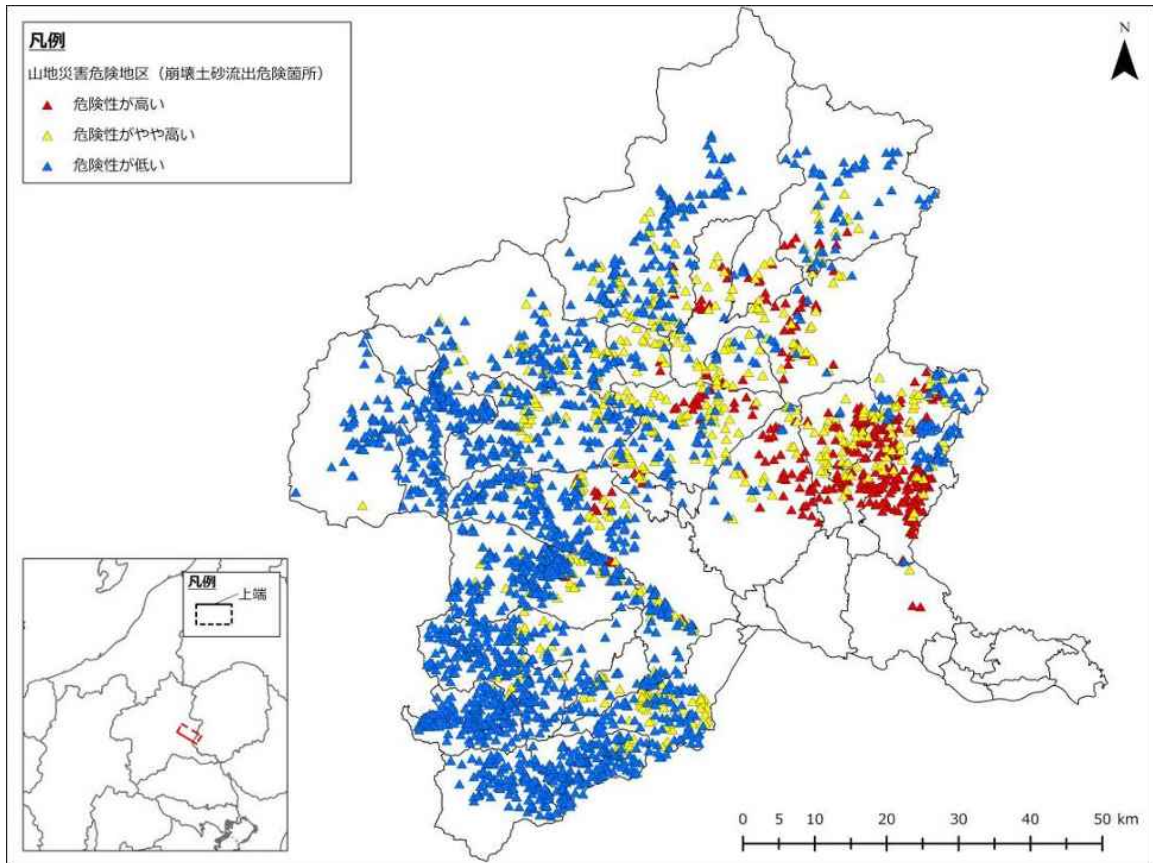 凡例
山地災害危険地区（崩壊土砂流出危険箇所）
危険性が高い
危険性がやや高い
危険性が低い
N
凡例
上端
0 5 10 20 30 40 50 km